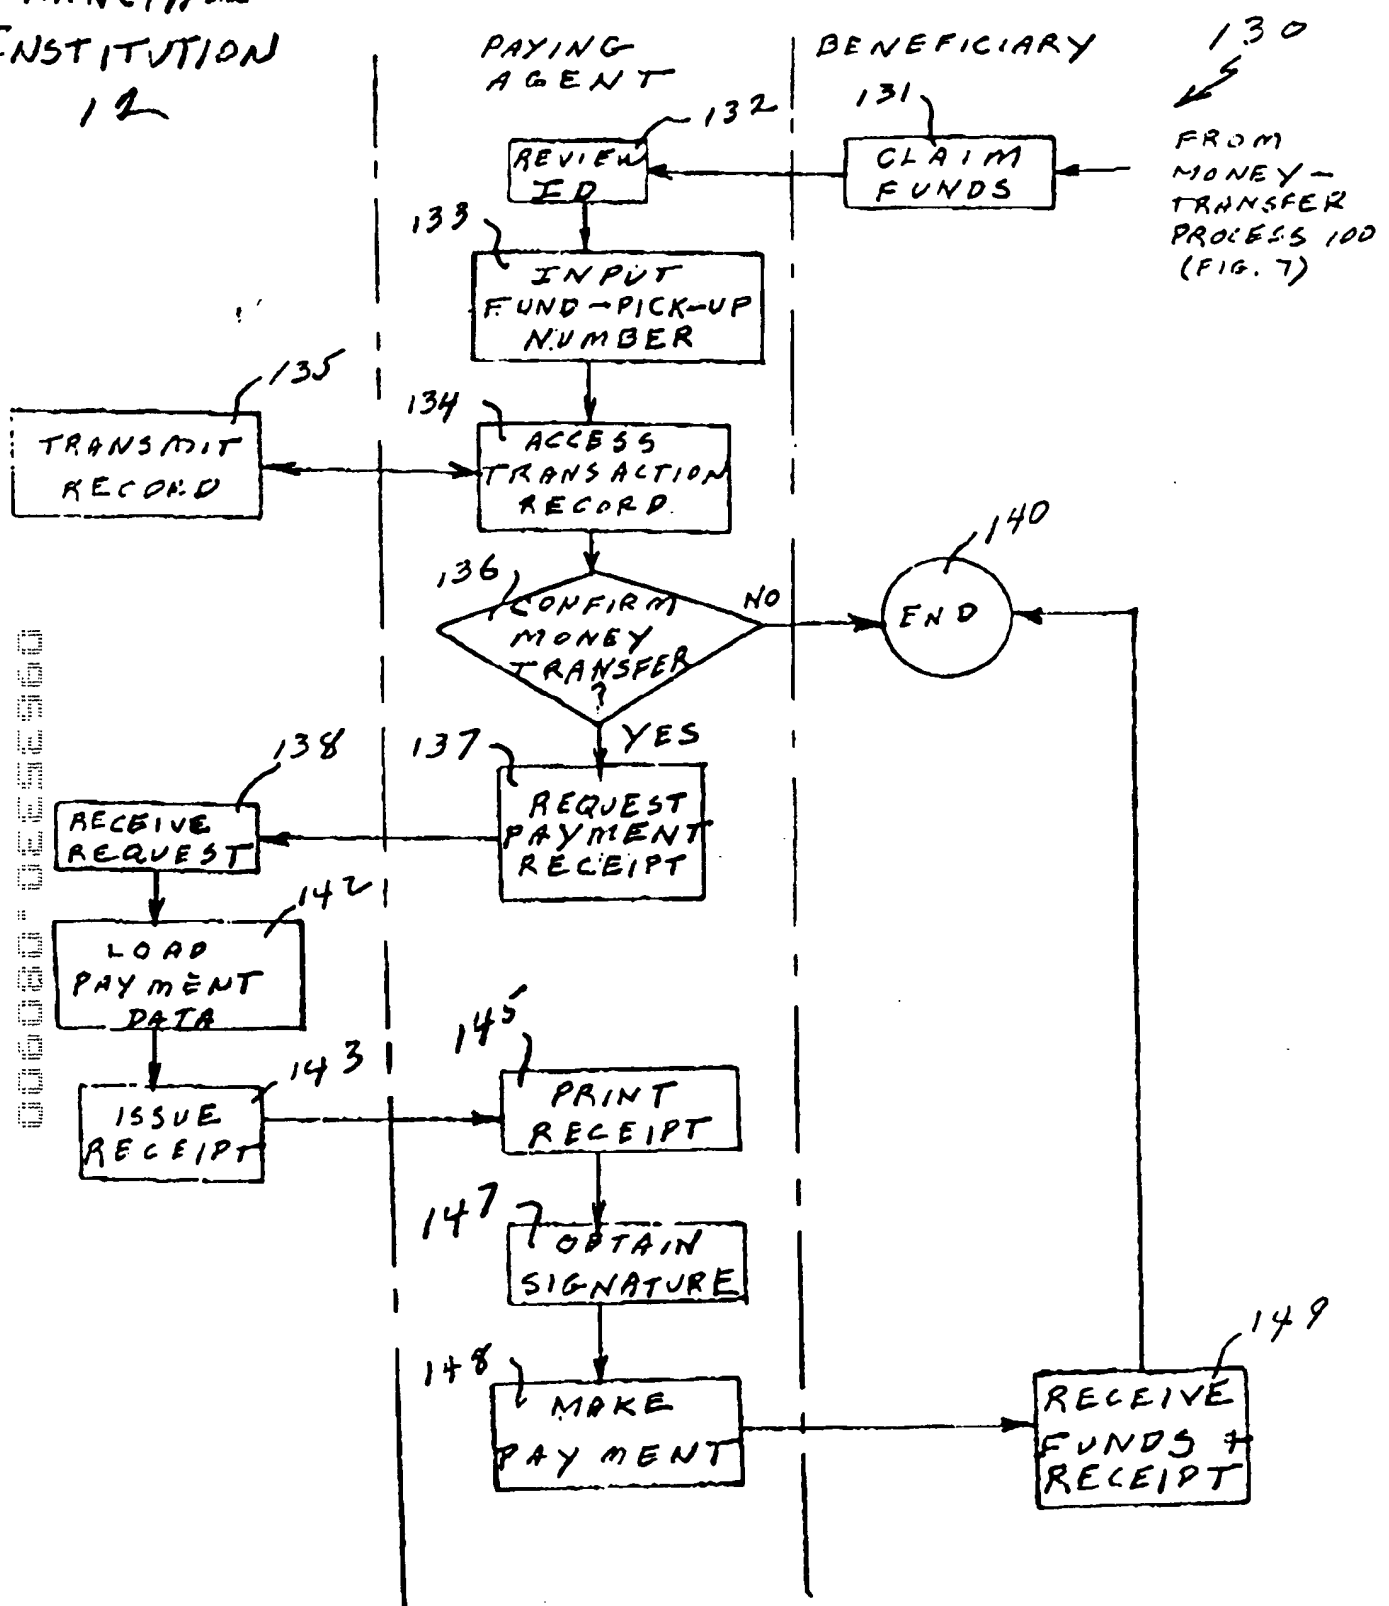 INSTITUTION
12
PAYING
AGENT
BENEFICIARY
130
FROM
MONEY-
TRANSFER
PROCESS 100
(FIG. 7)
131
CLAIM
FUNDS
132
REVIEW
ID
133
INPUT
FUND-PICK-UP
NUMBER
134
ACCESS
TRANSACTION
RECORD
135
TRANSMIT
RECORD
136
CONFIRM
MONEY
TRANSFER
?
NO
140
END
YES
137
REQUEST
PAYMENT
RECEIPT
138
RECEIVE
REQUEST
142
LOAD
PAYMENT
DATA
143
ISSUE
RECEIPT
145
PRINT
RECEIPT
147
OBTAIN
SIGNATURE
148
MAKE
PAYMENT
149
RECEIVE
FUNDS +
RECEIPT